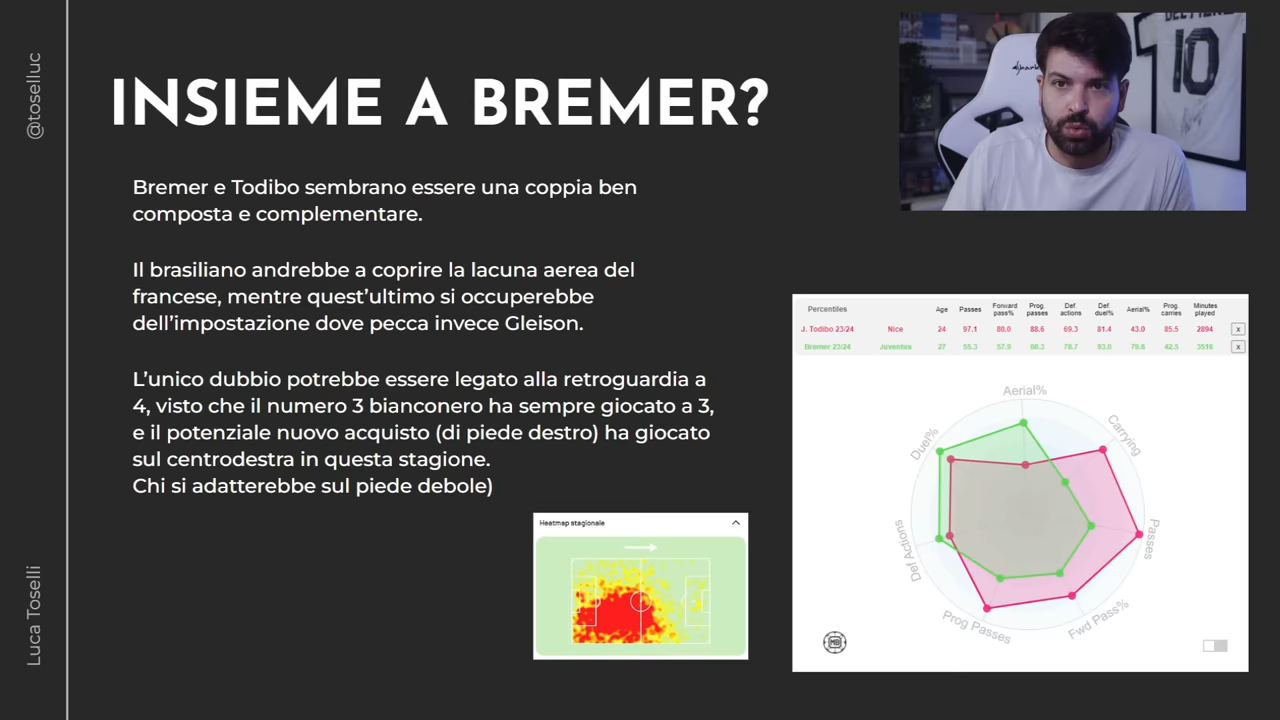 @toselluc
Luca Toselli
INSIEME A BREMER?
Bremer e Todibo sembrano essere una coppia ben
composta e complementare.
Il brasiliano andrebbe a coprire la lacuna aerea del
francese, mentre quest'ultimo si occuperebbe
dell'impostazione dove pecca invece Gleison.
L'unico dubbio potrebbe essere legato alla retroguardia a
4, visto che il numero 3 bianconero ha sempre giocato a 3,
e il potenziale nuovo acquisto (di piede destro) ha giocato
sul centrodestra in questa stagione.
Chi si adatterebbe sul piede debole)
Heatmap stagionale
10
Percentiles Age Passes Forward pass% Prog. passes Def. actions Def. duel% Aerial% Prog. carries Minutes played
J. Todibo 23/24 Nice 24 97.1 80.0 88.6 69.3 81.4 43.0 85.5 2894 x
Bremer 23/24 Juventus 27 55.3 57.9 60.3 78.7 93.0 79.6 42.5 3516 x
Aerial%
Carrying
Duel%
Passes
Def Actions
Prog Passes
Fwd Pass%
MB